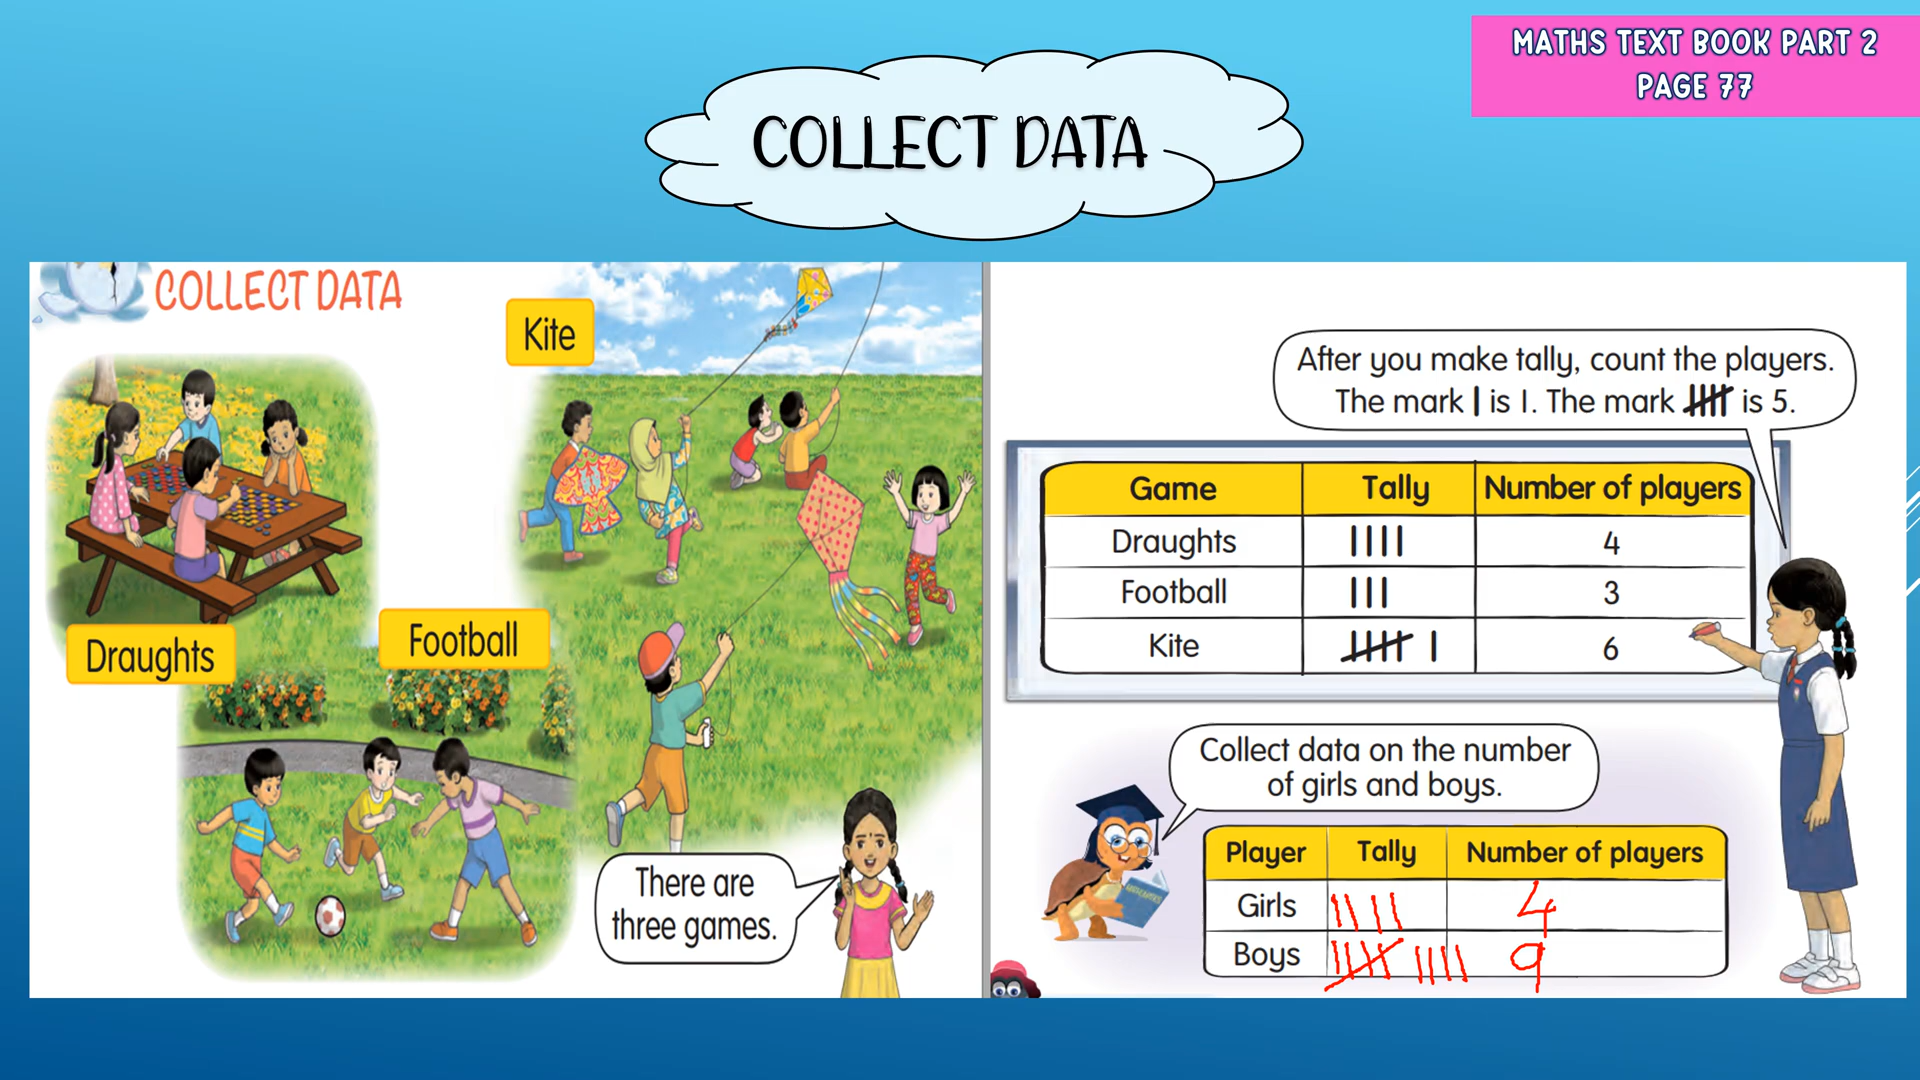 MATHS TEXT BOOK PART 2
PAGE 77
COLLECT DATA
COLLECT DATA
Kite
Draughts
Football
There are
three games.
After you make tally, count the players.
The mark | is 1. The mark 卌 is 5.
Game Tally Number of players
Draughts |||| 4
Football ||| 3
Kite 卌 | 6
Collect data on the number
of girls and boys.
Player Tally Number of players
Girls |||| 4
Boys 卌 |||| 9